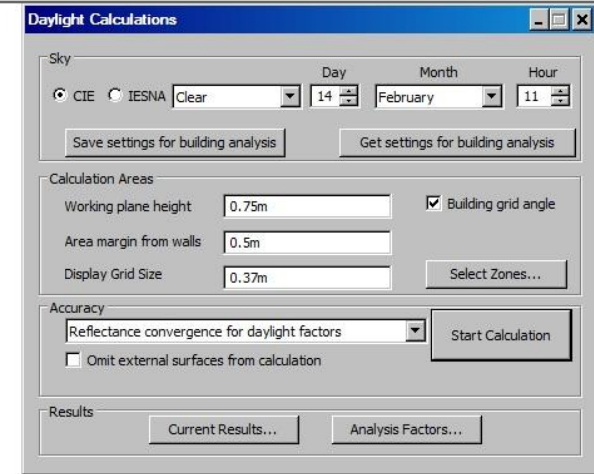 Daylight Calculations
Sky
Day Month Hour
CIE IESNA Clear 14 February 11
Save settings for building analysis Get settings for building analysis
Calculation Areas
Working plane height 0.75m Building grid angle
Area margin from walls 0.5m
Display Grid Size 0.37m Select Zones...
Accuracy
Reflectance convergence for daylight factors Start Calculation
Omit external surfaces from calculation
Results
Current Results... Analysis Factors...